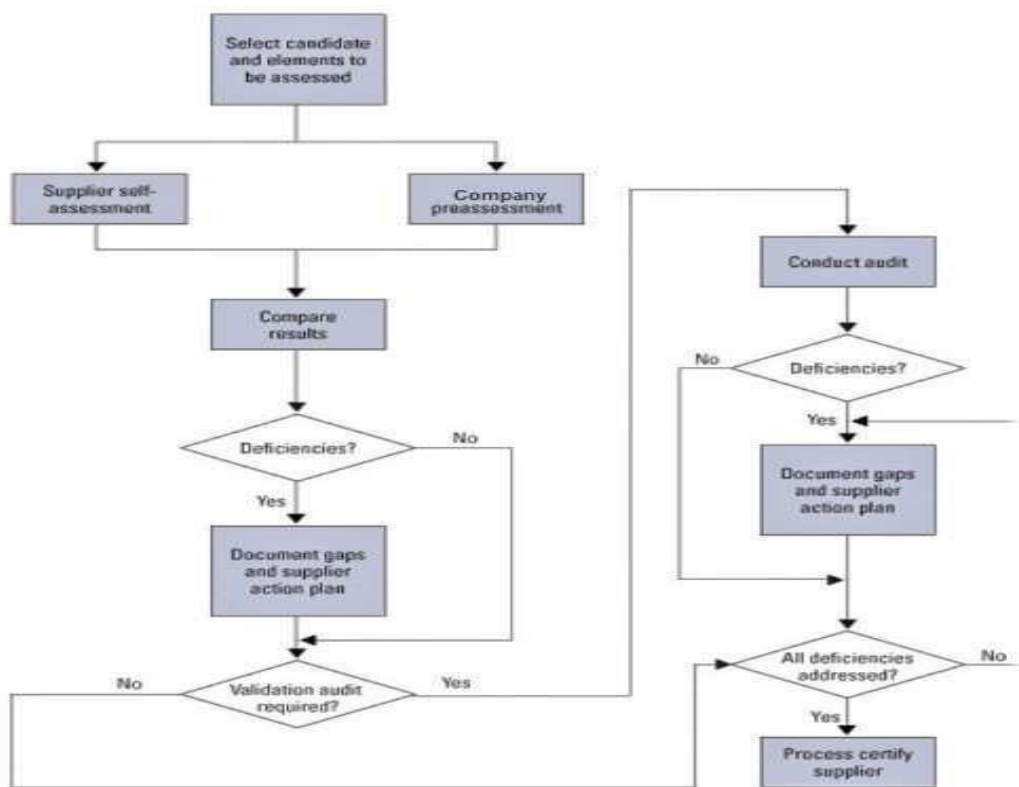 Select candidate
and elements to
be assessed
Supplier self-
assessment
Company
preassessment
Compare
results
Deficiencies?
No
Yes
Document gaps
and supplier
action plan
No
Validation audit
required?
Yes
Conduct audit
No
Deficiencies?
Yes
Document gaps
and supplier
action plan
All deficiencies
addressed?
No
Yes
Process certify
supplier